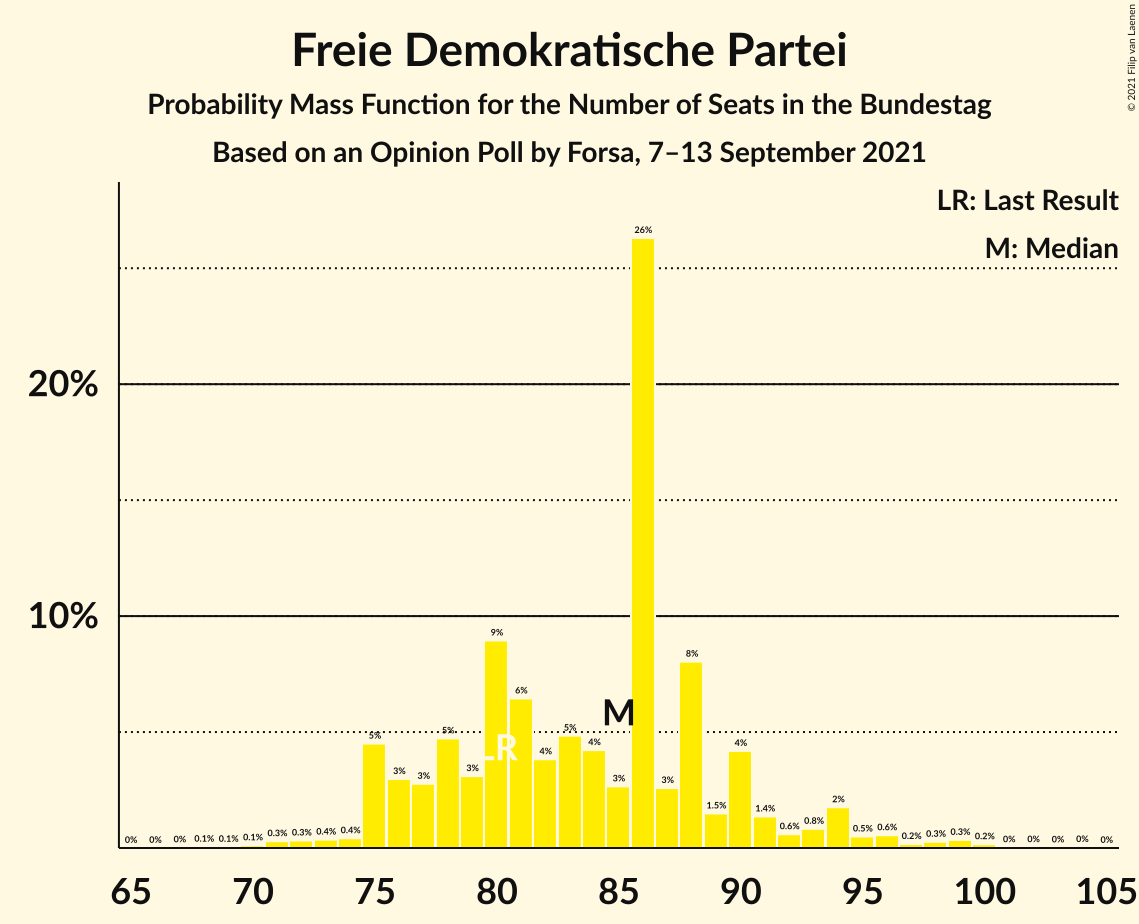 © 2021 Filip van Laenen
Freie Demokratische Partei
Probability Mass Function for the Number of Seats in the Bundestag
Based on an Opinion Poll by Forsa, 7–13 September 2021
LR: Last Result
M: Median
20%
10%
0% 0% 0% 0.1% 0.1% 0.1% 0.3% 0.3% 0.4% 0.4% 5% 3% 3% 5% 3% 9% 6% 4% 5% 4% 3% 26% 3% 8% 1.5% 4% 1.4% 0.6% 0.8% 2% 0.5% 0.6% 0.2% 0.3% 0.3% 0.2% 0% 0% 0% 0% 0%
LR
M
65 70 75 80 85 90 95 100 105